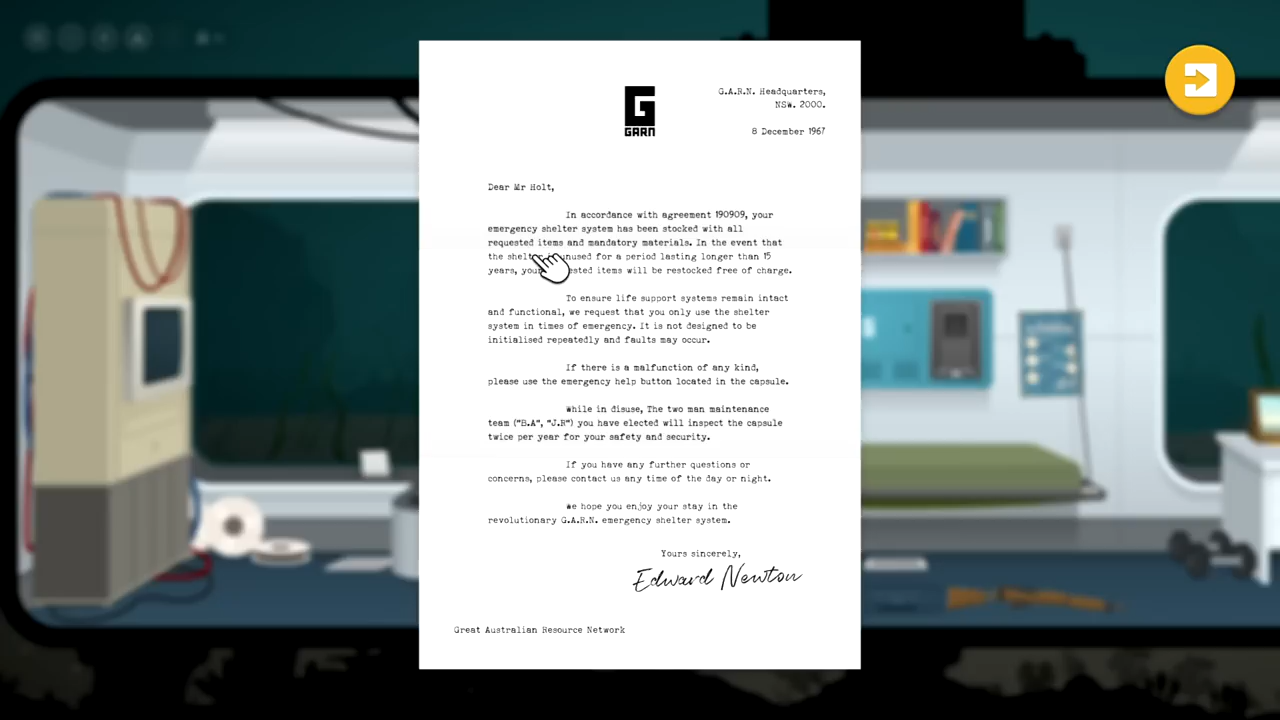 G.A.R.N. Headquarters,
NSW. 2000.
8 December 1967
GARN
Dear Mr Holt,
In accordance with agreement 190909, your
emergency shelter system has been stocked with all
requested items and mandatory materials. In the event that
the unused for a period lasting longer than 15
years, items will be restocked free of charge.
To ensure life support systems remain intact
and functional, we request that you only use the shelter
system in times of emergency. It is not designed to be
initialised repeatedly and faults may occur.
If there is a malfunction of any kind,
please use the emergency help button located in the capsule.
While in disuse, The two man maintenance
team ("B.A", "J.R") you have elected will inspect the capsule
twice per year for your safety and security.
If you have any further questions or
concerns, please contact us any time of the day or night.
We hope you enjoy your stay in the
revolutionary G.A.R.N. emergency shelter system.
Yours sincerely,
Edward Newton
Great Australian Resource Network